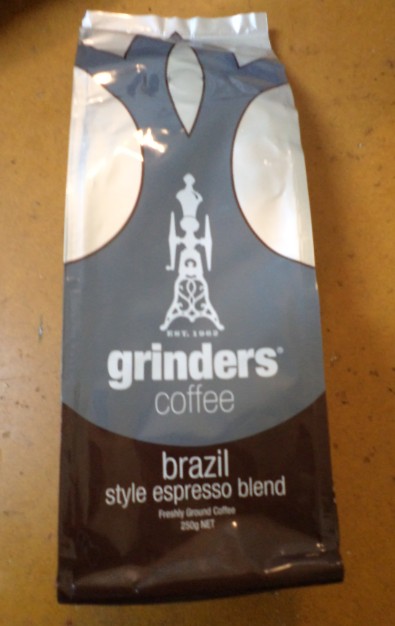 EST. 1962
grinders®
coffee
brazil
style espresso blend
Freshly Ground Coffee
250g NET